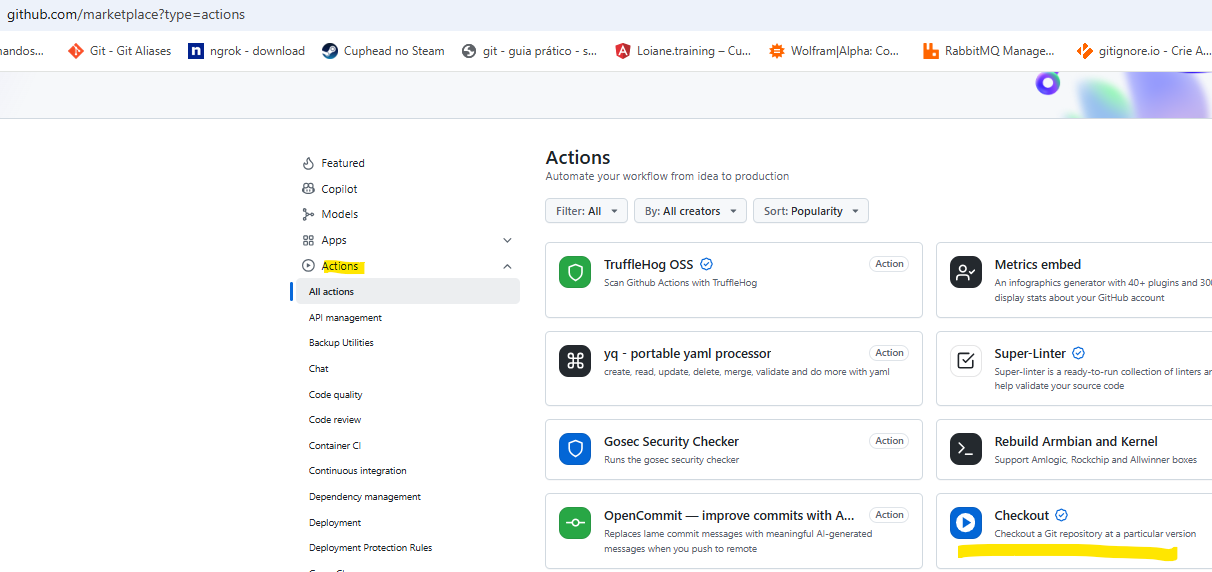 github.com/marketplace?type=actions
nandos...
Git - Git Aliases
ngrok - download
Cuphead no Steam
git - guia prático - s...
Loiane.training – Cu...
Wolfram|Alpha: Co...
RabbitMQ Manage...
gitignore.io - Crie A...
Featured
Copilot
Models
Apps
Actions
All actions
API management
Backup Utilities
Chat
Code quality
Code review
Container CI
Continuous integration
Dependency management
Deployment
Deployment Protection Rules
Actions
Automate your workflow from idea to production
Filter: All
By: All creators
Sort: Popularity
TruffleHog OSS
Action
Scan Github Actions with TruffleHog
Metrics embed
An infographics generator with 40+ plugins and 300
display stats about your GitHub account
yq - portable yaml processor
Action
create, read, update, delete, merge, validate and do more with yaml
Super-Linter
Super-linter is a ready-to-run collection of linters an
help validate your source code
Gosec Security Checker
Action
Runs the gosec security checker
Rebuild Armbian and Kernel
Support Amlogic, Rockchip and Allwinner boxes
OpenCommit — improve commits with A...
Action
Replaces lame commit messages with meaningful AI-generated
messages when you push to remote
Checkout
Checkout a Git repository at a particular version